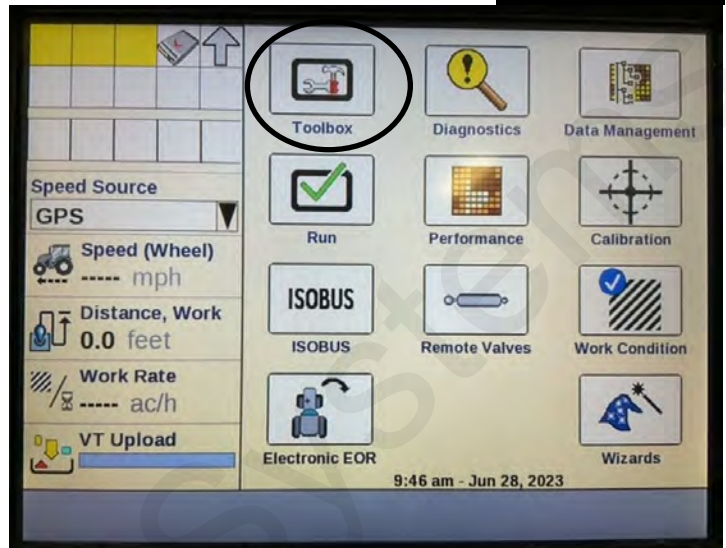 Speed Source
GPS
Speed (Wheel)
----- mph
Distance, Work
0.0 feet
Work Rate
----- ac/h
VT Upload
Toolbox
Diagnostics
Data Management
Run
Performance
Calibration
ISOBUS
ISOBUS
Remote Valves
Work Condition
Electronic EOR
Wizards
9:46 am - Jun 28, 2023